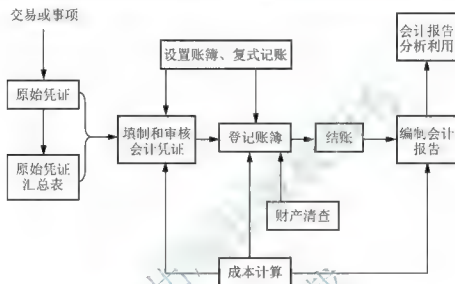 交易或事项
会计报告
分析利用
设置账簿、复式记账
原始凭证
填制和审核
会计凭证
登记账簿
结账
编制会计
报告
原始凭证
汇总表
财产清查
成本计算